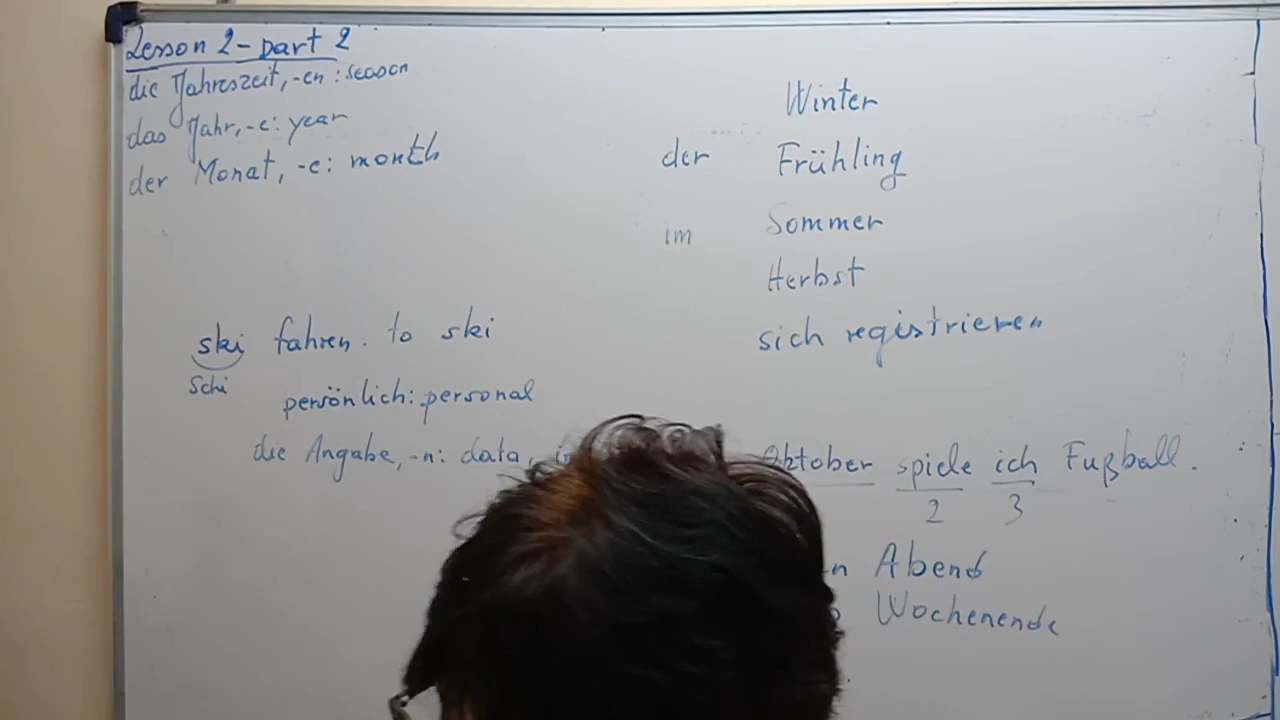 Lesson 2 - part 2
die Jahreszeit, -en : season
das Jahr, -e: year
der Monat, -e: month
Winter
der Frühling
im Sommer
Herbst
ski fahren: to ski
schi
sich registrieren
persönlich: personal
die Angabe, -n: data,
Oktober spiele ich Fußball.
2 3
Abend
Wochenende